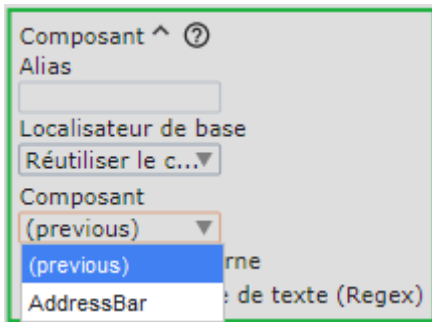 Composant ^ ?
Alias
Localisateur de base
Réutiliser le c...▼
Composant
(previous) ▼
(previous) rne
AddressBar de texte (Regex)